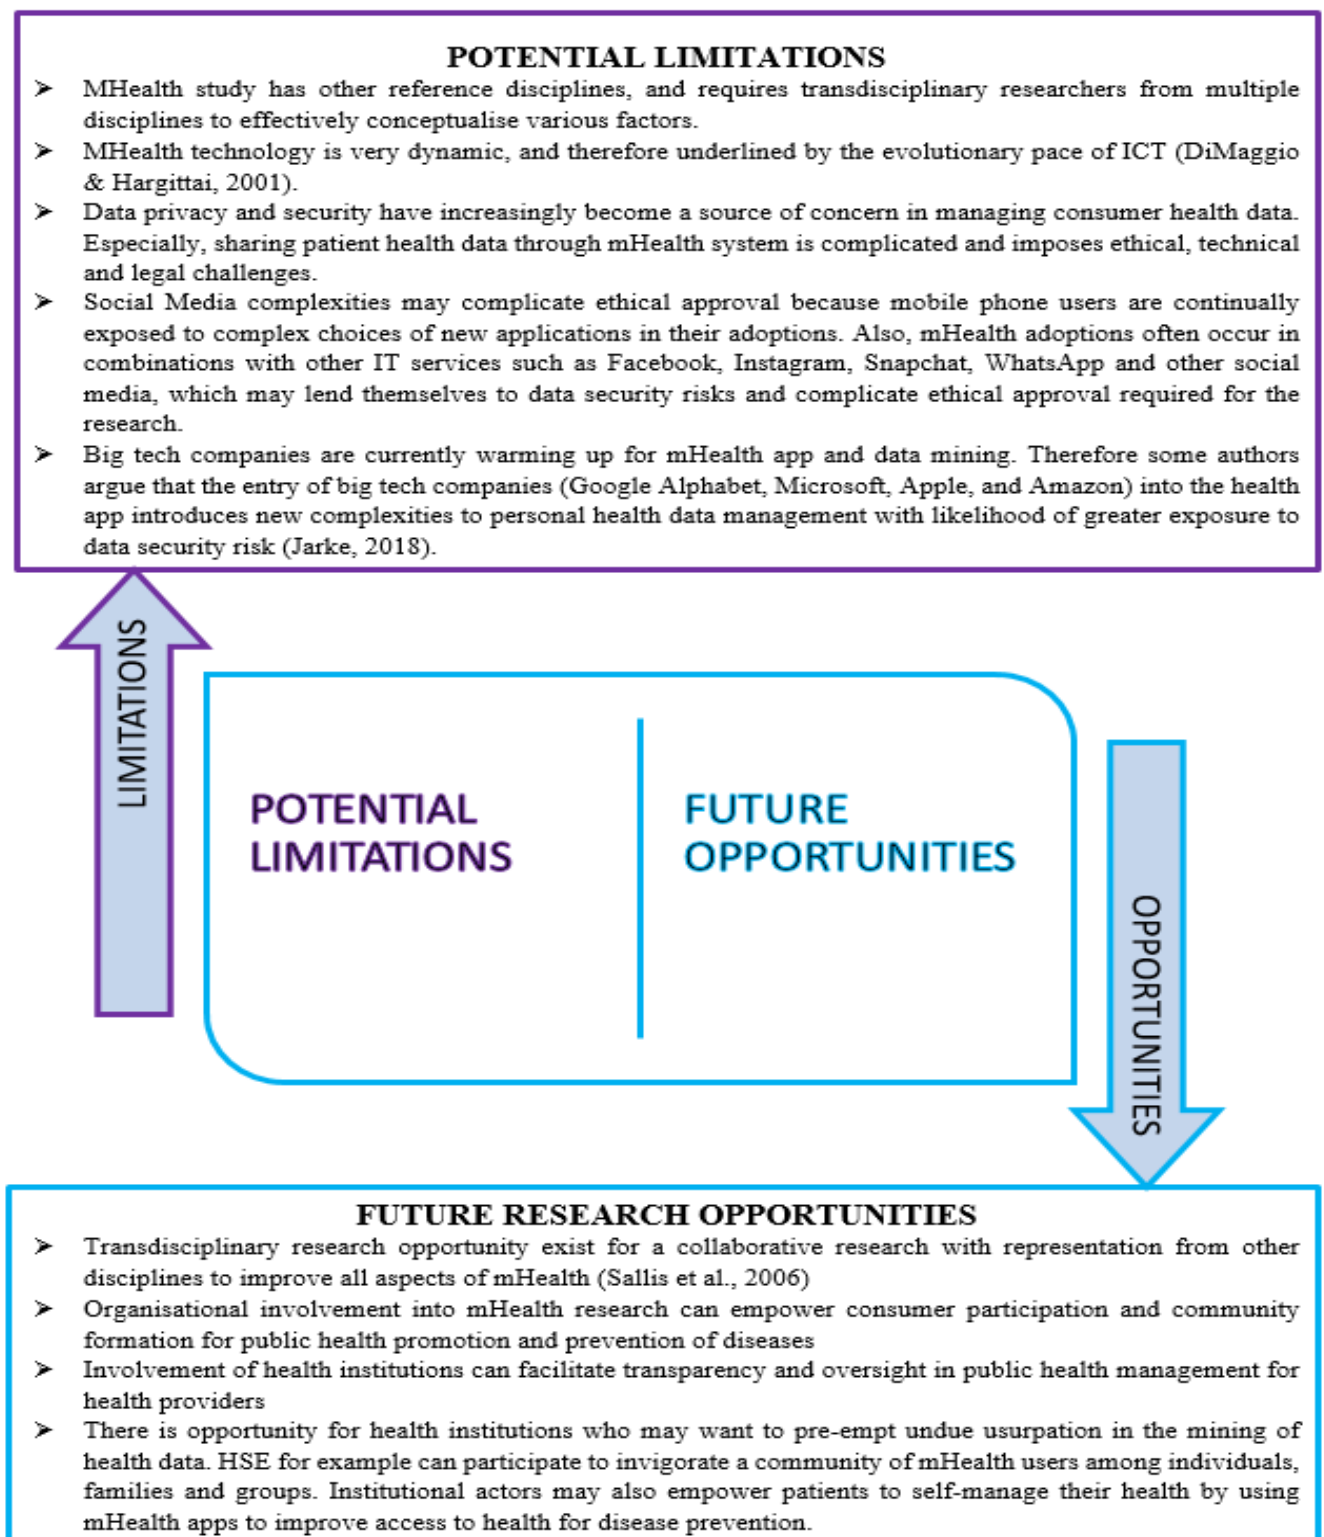 POTENTIAL LIMITATIONS
➤ MHealth study has other reference disciplines, and requires transdisciplinary researchers from multiple
disciplines to effectively conceptualise various factors.
➤ MHealth technology is very dynamic, and therefore underlined by the evolutionary pace of ICT (DiMaggio
& Hargittai, 2001).
➤ Data privacy and security have increasingly become a source of concern in managing consumer health data.
Especially, sharing patient health data through mHealth system is complicated and imposes ethical, technical
and legal challenges.
➤ Social Media complexities may complicate ethical approval because mobile phone users are continually
exposed to complex choices of new applications in their adoptions. Also, mHealth adoptions often occur in
combinations with other IT services such as Facebook, Instagram, Snapchat, WhatsApp and other social
media, which may lend themselves to data security risks and complicate ethical approval required for the
research.
➤ Big tech companies are currently warming up for mHealth app and data mining. Therefore some authors
argue that the entry of big tech companies (Google Alphabet, Microsoft, Apple, and Amazon) into the health
app introduces new complexities to personal health data management with likelihood of greater exposure to
data security risk (Jarke, 2018).
LIMITATIONS
POTENTIAL
LIMITATIONS
FUTURE
OPPORTUNITIES
OPPORTUNITIES
FUTURE RESEARCH OPPORTUNITIES
➤ Transdisciplinary research opportunity exist for a collaborative research with representation from other
disciplines to improve all aspects of mHealth (Sallis et al., 2006)
➤ Organisational involvement into mHealth research can empower consumer participation and community
formation for public health promotion and prevention of diseases
➤ Involvement of health institutions can facilitate transparency and oversight in public health management for
health providers
➤ There is opportunity for health institutions who may want to pre-empt undue usurpation in the mining of
health data. HSE for example can participate to invigorate a community of mHealth users among individuals,
families and groups. Institutional actors may also empower patients to self-manage their health by using
mHealth apps to improve access to health for disease prevention.